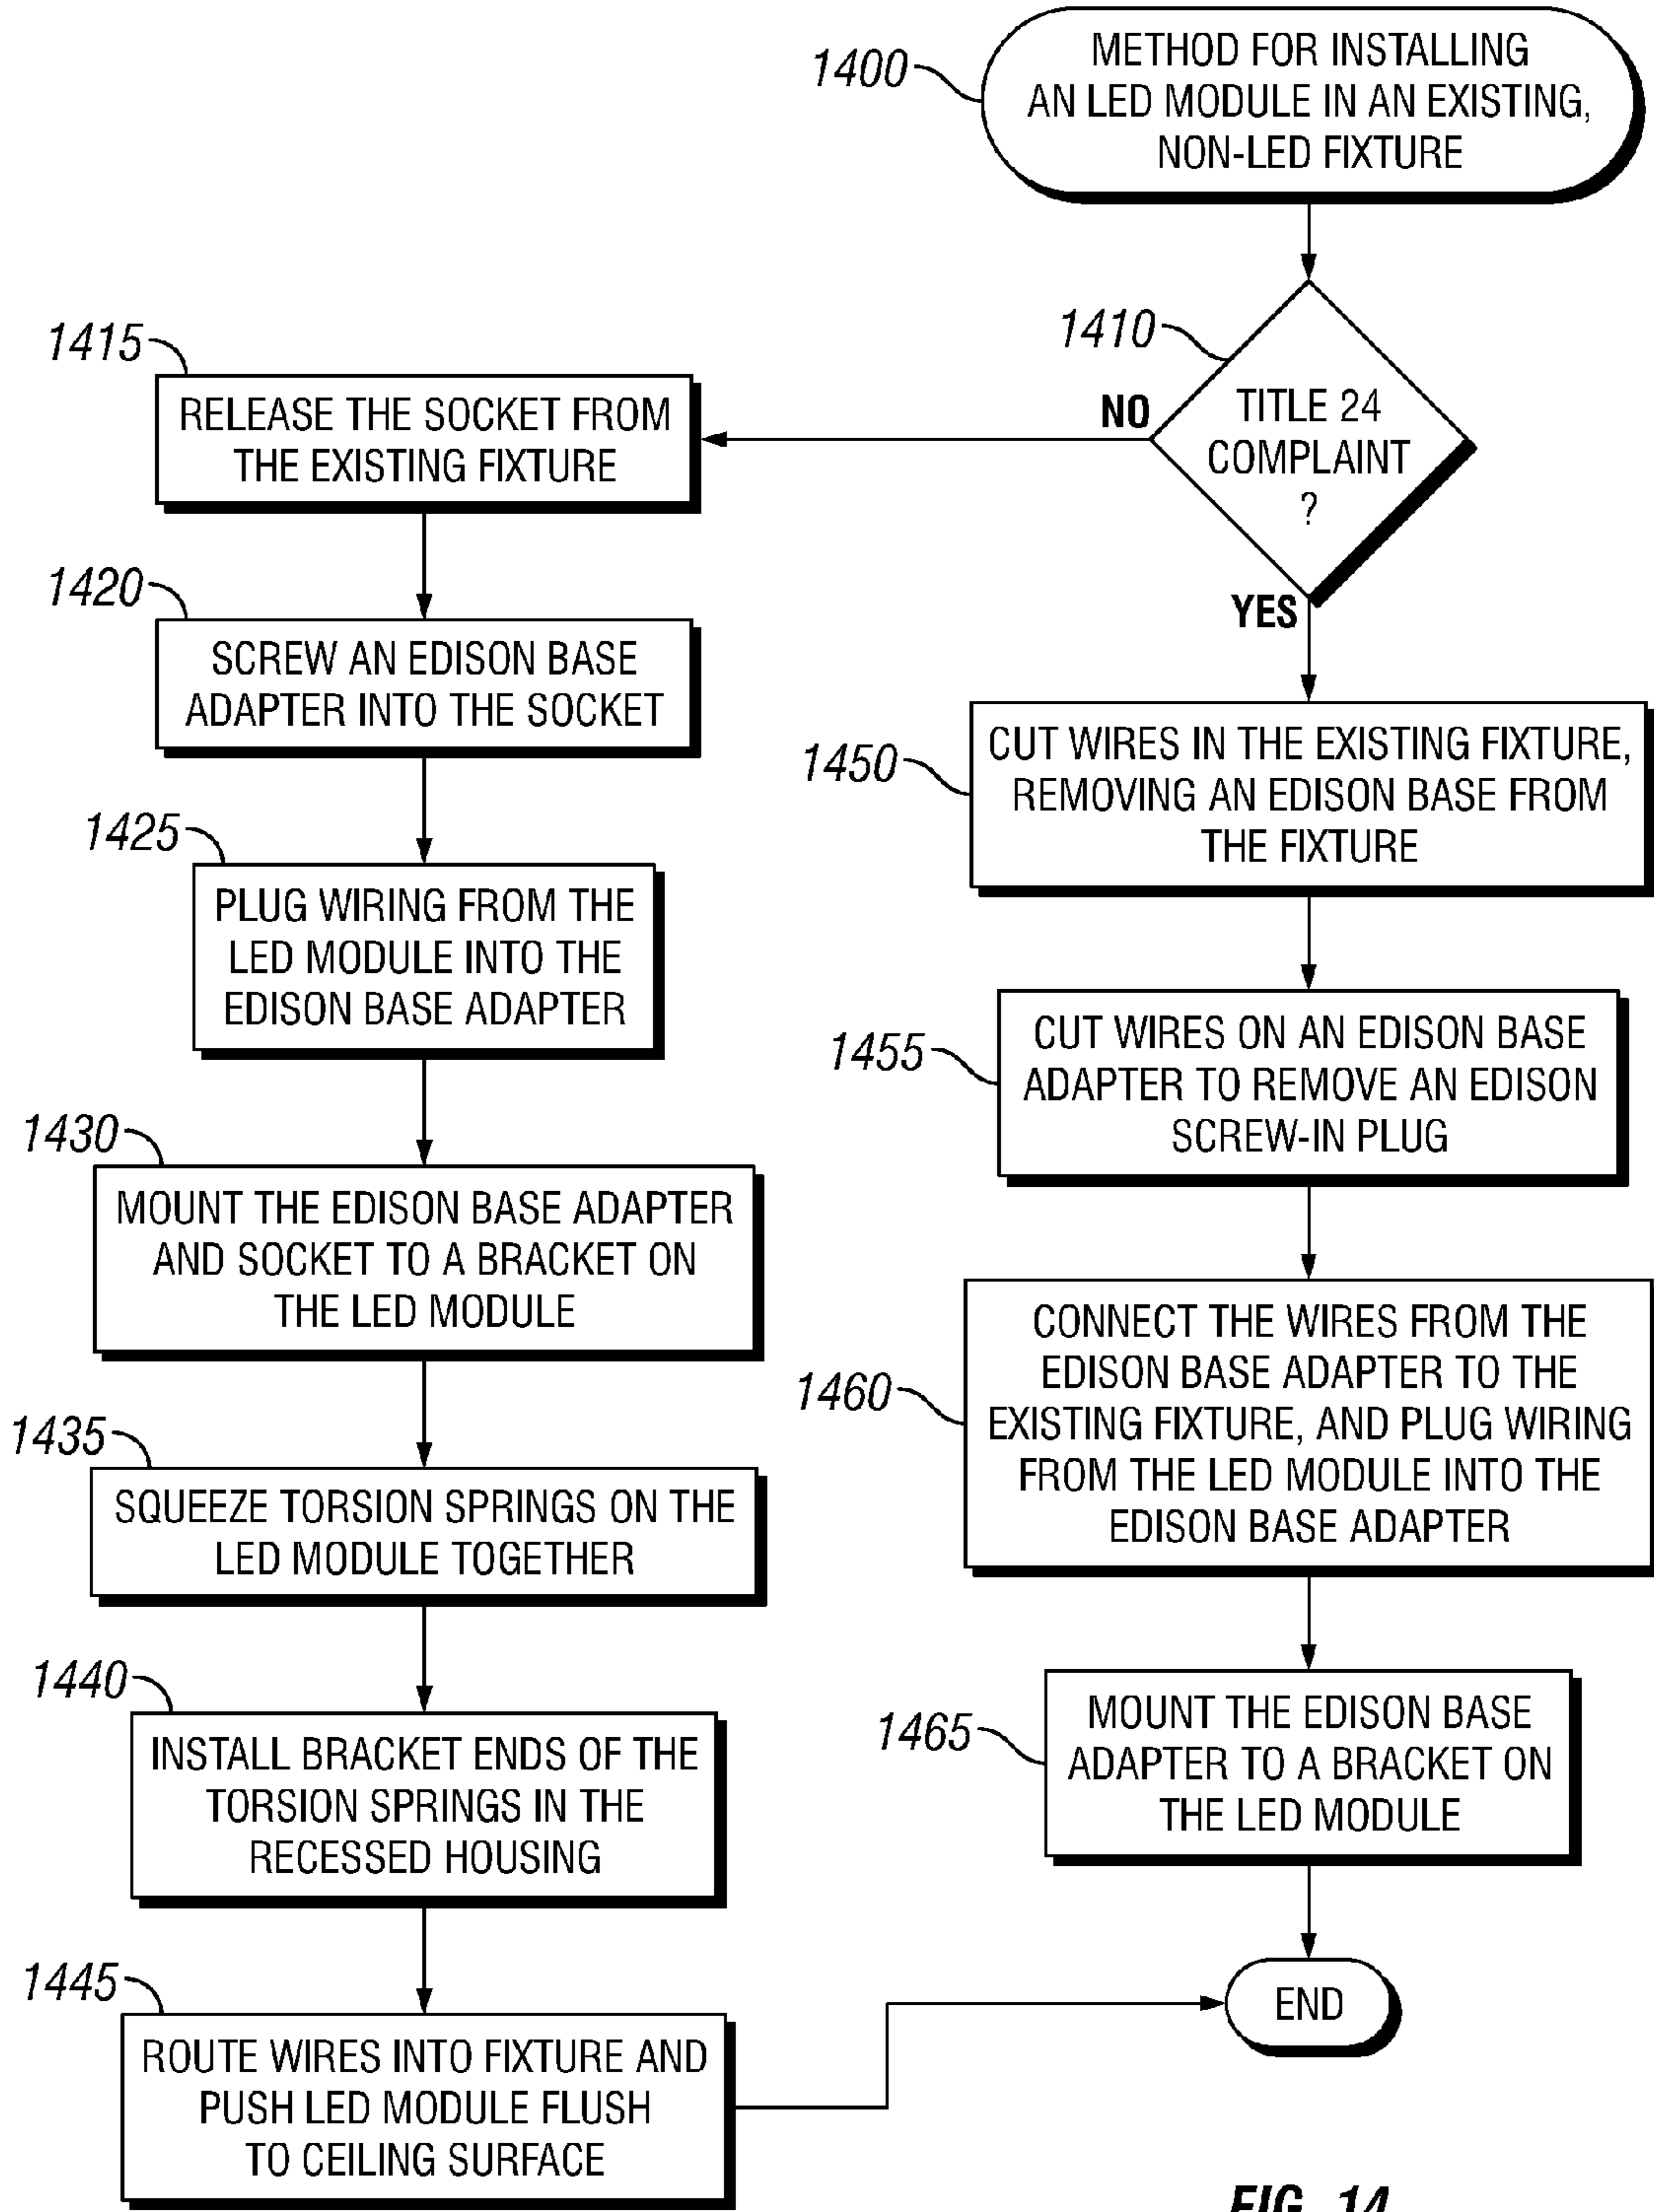 1400
METHOD FOR INSTALLING
AN LED MODULE IN AN EXISTING,
NON-LED FIXTURE
1410
TITLE 24
COMPLAINT
?
NO
YES
1415
RELEASE THE SOCKET FROM
THE EXISTING FIXTURE
1420
SCREW AN EDISON BASE
ADAPTER INTO THE SOCKET
1425
PLUG WIRING FROM THE
LED MODULE INTO THE
EDISON BASE ADAPTER
1430
MOUNT THE EDISON BASE ADAPTER
AND SOCKET TO A BRACKET ON
THE LED MODULE
1435
SQUEEZE TORSION SPRINGS ON THE
LED MODULE TOGETHER
1440
INSTALL BRACKET ENDS OF THE
TORSION SPRINGS IN THE
RECESSED HOUSING
1445
ROUTE WIRES INTO FIXTURE AND
PUSH LED MODULE FLUSH
TO CEILING SURFACE
1450
CUT WIRES IN THE EXISTING FIXTURE,
REMOVING AN EDISON BASE FROM
THE FIXTURE
1455
CUT WIRES ON AN EDISON BASE
ADAPTER TO REMOVE AN EDISON
SCREW-IN PLUG
1460
CONNECT THE WIRES FROM THE
EDISON BASE ADAPTER TO THE
EXISTING FIXTURE, AND PLUG WIRING
FROM THE LED MODULE INTO THE
EDISON BASE ADAPTER
1465
MOUNT THE EDISON BASE
ADAPTER TO A BRACKET ON
THE LED MODULE
END
FIG. 14